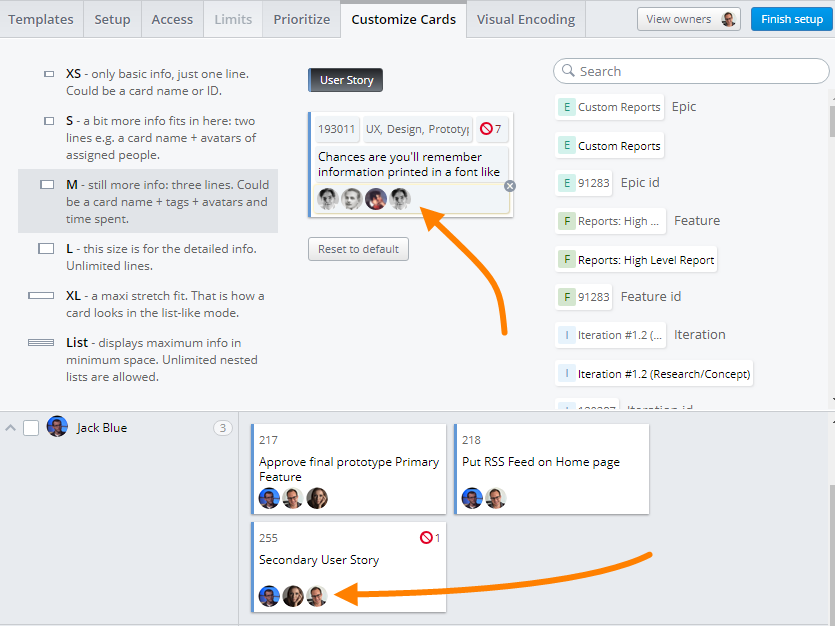 Templates Setup Access Limits Prioritize Customize Cards Visual Encoding View owners Finish setup
XS - only basic info, just one line.
Could be a card name or ID.
S - a bit more info fits in here: two
lines e.g. a card name + avatars of
assigned people.
M - still more info: three lines. Could
be a card name + tags + avatars and
time spent.
L - this size is for the detailed info.
Unlimited lines.
XL - a maxi stretch fit. That is how a
card looks in the list-like mode.
List - displays maximum info in
minimum space. Unlimited nested
lists are allowed.
User Story
193011 UX, Design, Prototyp 7
Chances are you'll remember
information printed in a font like
Reset to default
Search
E Custom Reports Epic
E Custom Reports
E 91283 Epic id
F Reports: High ... Feature
F Reports: High Level Report
F 91283 Feature id
I Iteration #1.2 (... Iteration
I Iteration #1.2 (Research/Concept)
Iteration id
Jack Blue 3
217
Approve final prototype Primary
Feature
218
Put RSS Feed on Home page
255 1
Secondary User Story